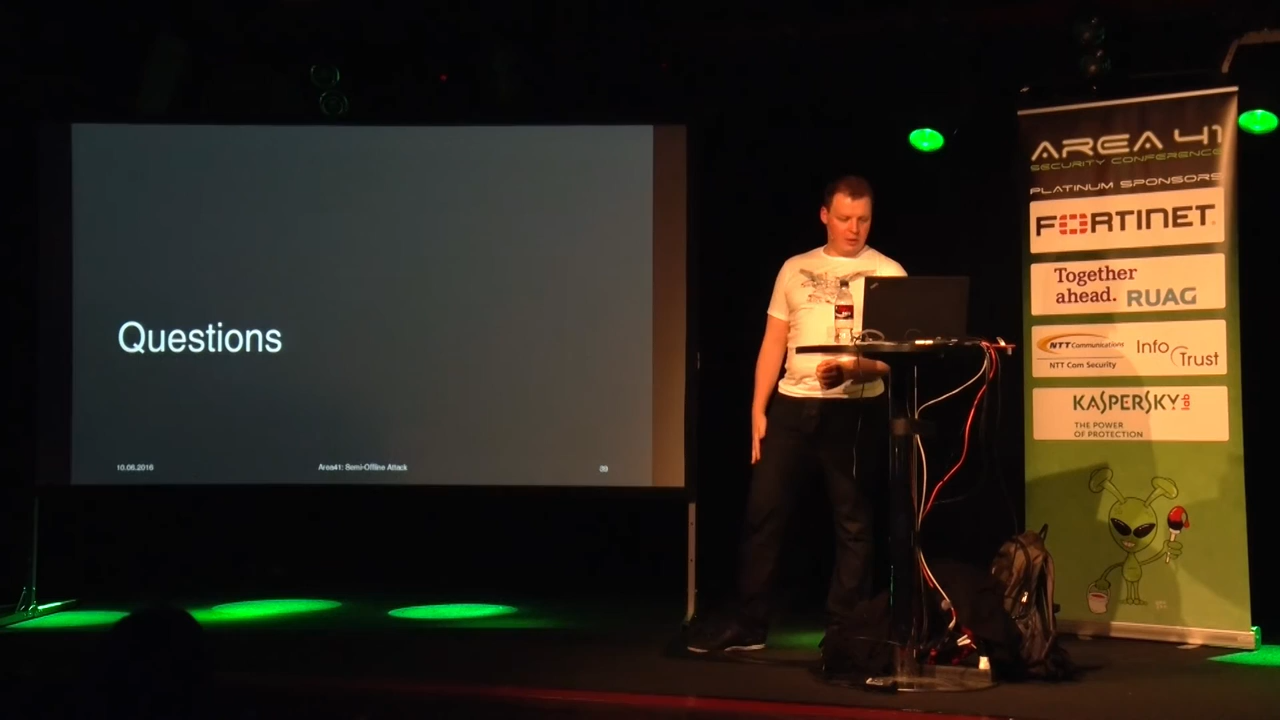 Questions
10.06.2016
Area41: Semi-Offline Attack
39
AREA 41
SECURITY CONFERENCE
PLATINUM SPONSORS
FORTINET
Together
ahead. RUAG
NTT Communications
NTT Com Security
Info
Trust
KASPERSKY lab
THE POWER
OF PROTECTION